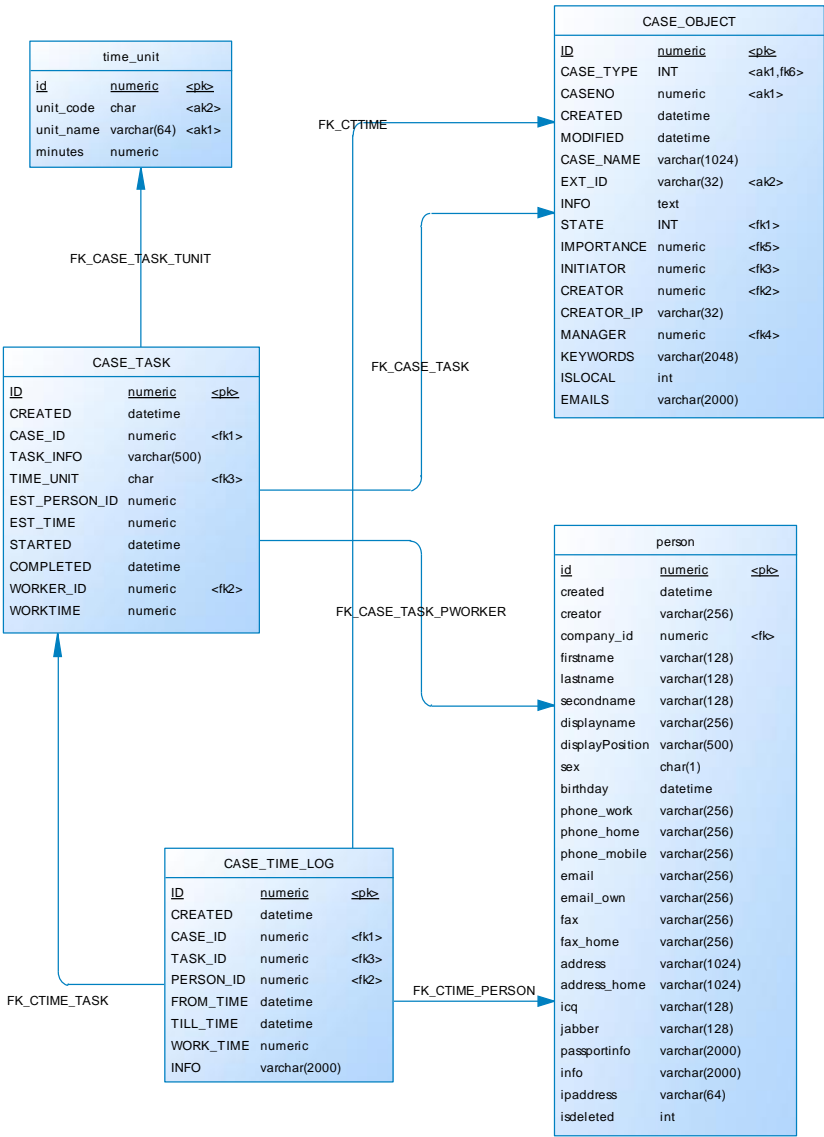 time_unit
id numeric <pk>
unit_code char <ak2>
unit_name varchar(64) <ak1>
minutes numeric
FK_CASE_TASK_TUNIT
CASE_OBJECT
ID numeric <pk>
CASE_TYPE INT <ak1,fk6>
CASENO numeric <ak1>
CREATED datetime
MODIFIED datetime
CASE_NAME varchar(1024)
EXT_ID varchar(32) <ak2>
INFO text
STATE INT <fk1>
IMPORTANCE numeric <fk5>
INITIATOR numeric <fk3>
CREATOR numeric <fk2>
CREATOR_IP varchar(32)
MANAGER numeric <fk4>
KEYWORDS varchar(2048)
ISLOCAL int
EMAILS varchar(2000)
FK_CTTIME
FK_CASE_TASK
CASE_TASK
ID numeric <pk>
CREATED datetime
CASE_ID numeric <fk1>
TASK_INFO varchar(500)
TIME_UNIT char <fk3>
EST_PERSON_ID numeric
EST_TIME numeric
STARTED datetime
COMPLETED datetime
WORKER_ID numeric <fk2>
WORKTIME numeric
FK_CASE_TASK_PWORKER
person
id numeric <pk>
created datetime
creator varchar(256)
company_id numeric <fk>
firstname varchar(128)
lastname varchar(128)
secondname varchar(128)
displayname varchar(256)
displayPosition varchar(500)
sex char(1)
birthday datetime
phone_work varchar(256)
phone_home varchar(256)
phone_mobile varchar(256)
email varchar(256)
email_own varchar(256)
fax varchar(256)
fax_home varchar(256)
address varchar(1024)
address_home varchar(1024)
icq varchar(128)
jabber varchar(128)
passportinfo varchar(2000)
info varchar(2000)
ipaddress varchar(64)
isdeleted int
CASE_TIME_LOG
ID numeric <pk>
CREATED datetime
CASE_ID numeric <fk1>
TASK_ID numeric <fk3>
PERSON_ID numeric <fk2>
FROM_TIME datetime
TILL_TIME datetime
WORK_TIME numeric
INFO varchar(2000)
FK_CTIME_TASK
FK_CTIME_PERSON